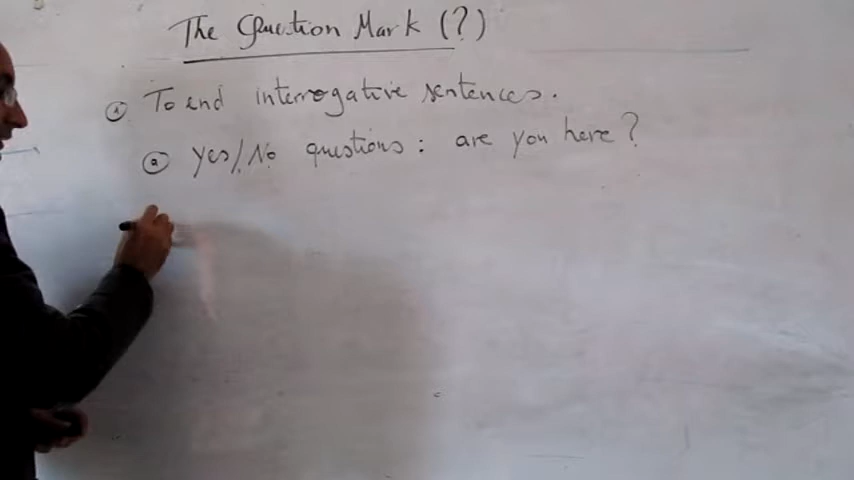 The Question Mark (?)
① To end interrogative sentences.
ⓐ Yes/No questions: are you here?